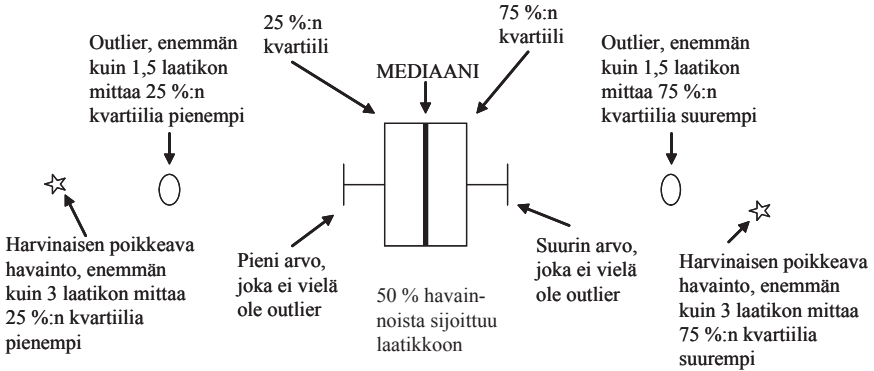 Outlier, enemmän
kuin 1,5 laatikon
mittaa 25 %:n
kvartiilia pienempi
25 %:n
kvartiili
MEDIAANI
75 %:n
kvartiili
Outlier, enemmän
kuin 1,5 laatikon
mittaa 75 %:n
kvartiilia suurempi
Harvinaisen poikkeava
havainto, enemmän
kuin 3 laatikon mittaa
25 %:n kvartiilia
pienempi
Pieni arvo,
joka ei vielä
ole outlier
50 % havain-
noista sijoittuu
laatikkoon
Suurin arvo,
joka ei vielä
ole outlier
Harvinaisen poikkeava
havainto, enemmän
kuin 3 laatikon mittaa
75 %:n kvartiilia
suurempi